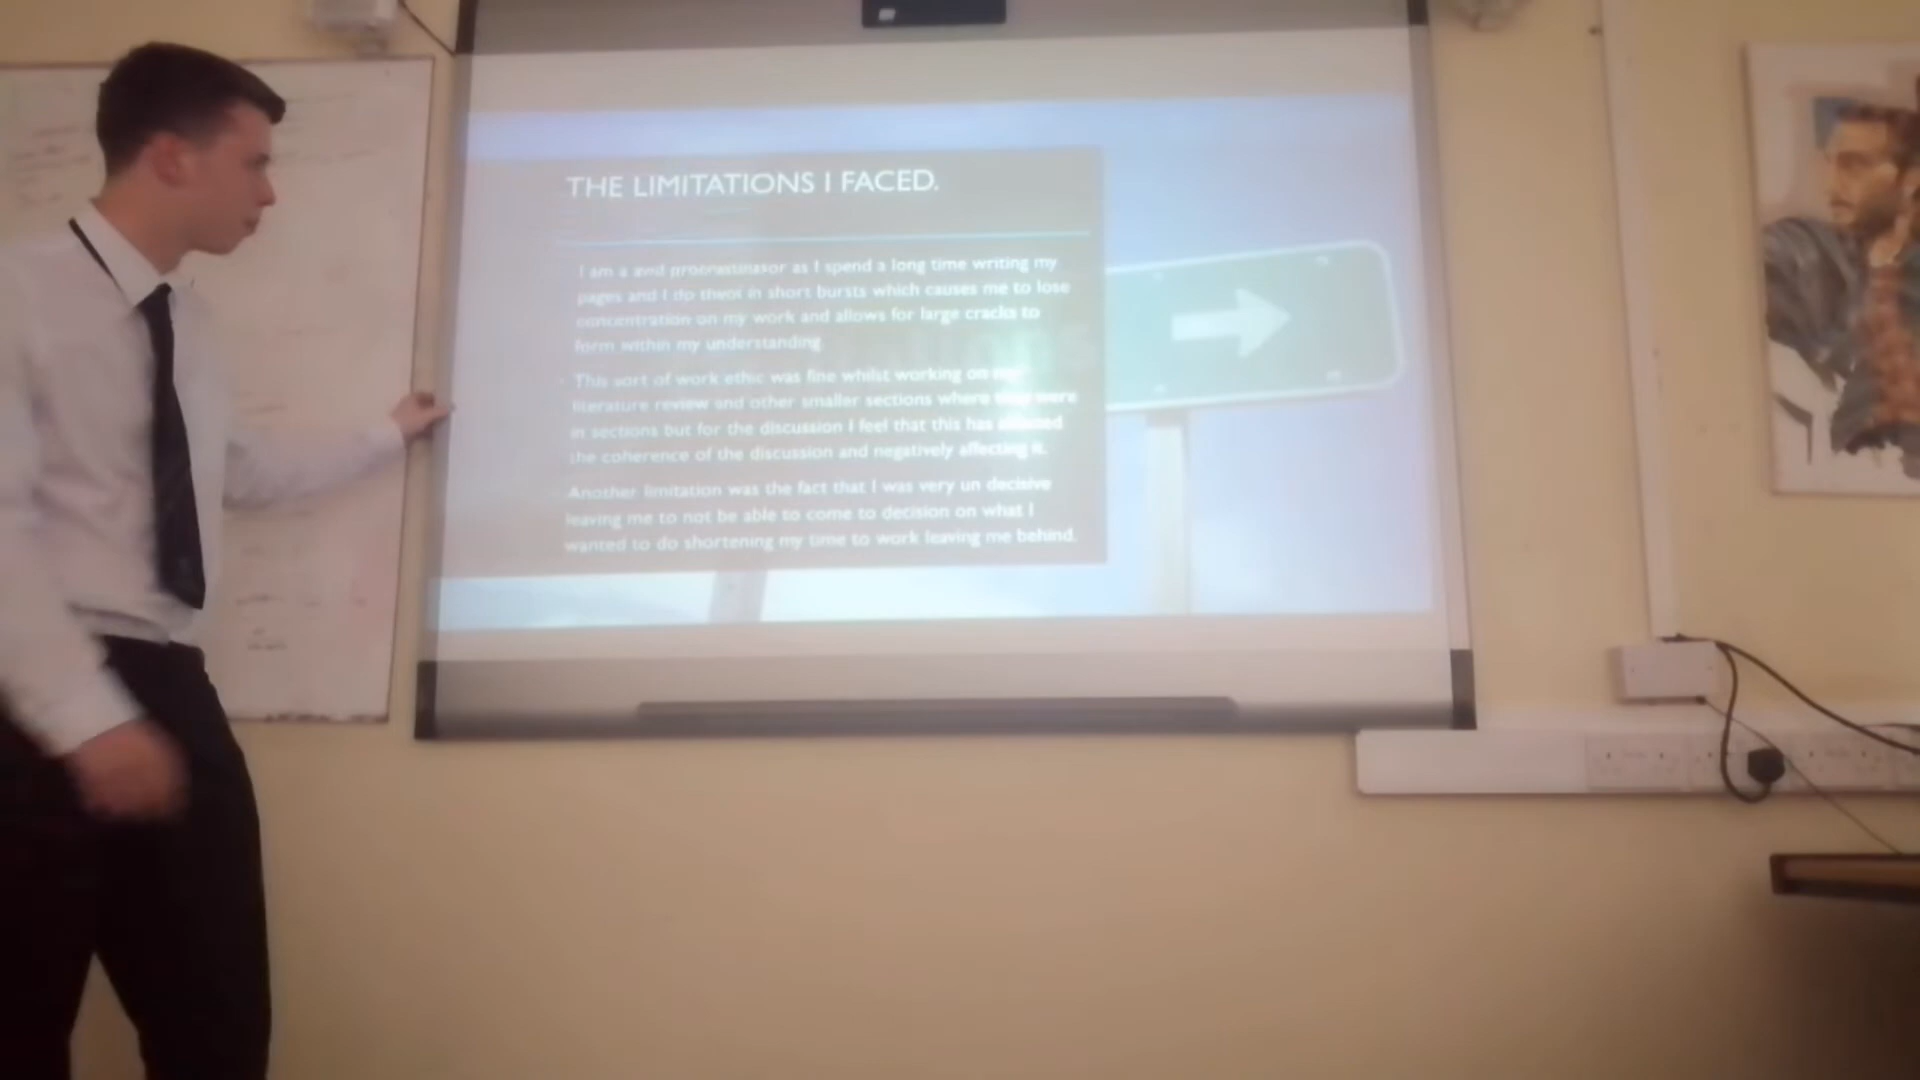 THE LIMITATIONS I FACED.
I am a avid procrastinator as I spend a long time writing my
pages and I do them in short bursts which causes me to lose
concentration on my work and allows for large cracks to
form within my understanding
This sort of work ethic was fine whilst working on my
literature review and other smaller sections where they were
in sections but for the discussion I feel that this has
the coherence of the discussion and negatively affecting it.
Another limitation was the fact that I was very un decisive
leaving me to not be able to come to decision on what I
wanted to do shortening my time to work leaving me behind.